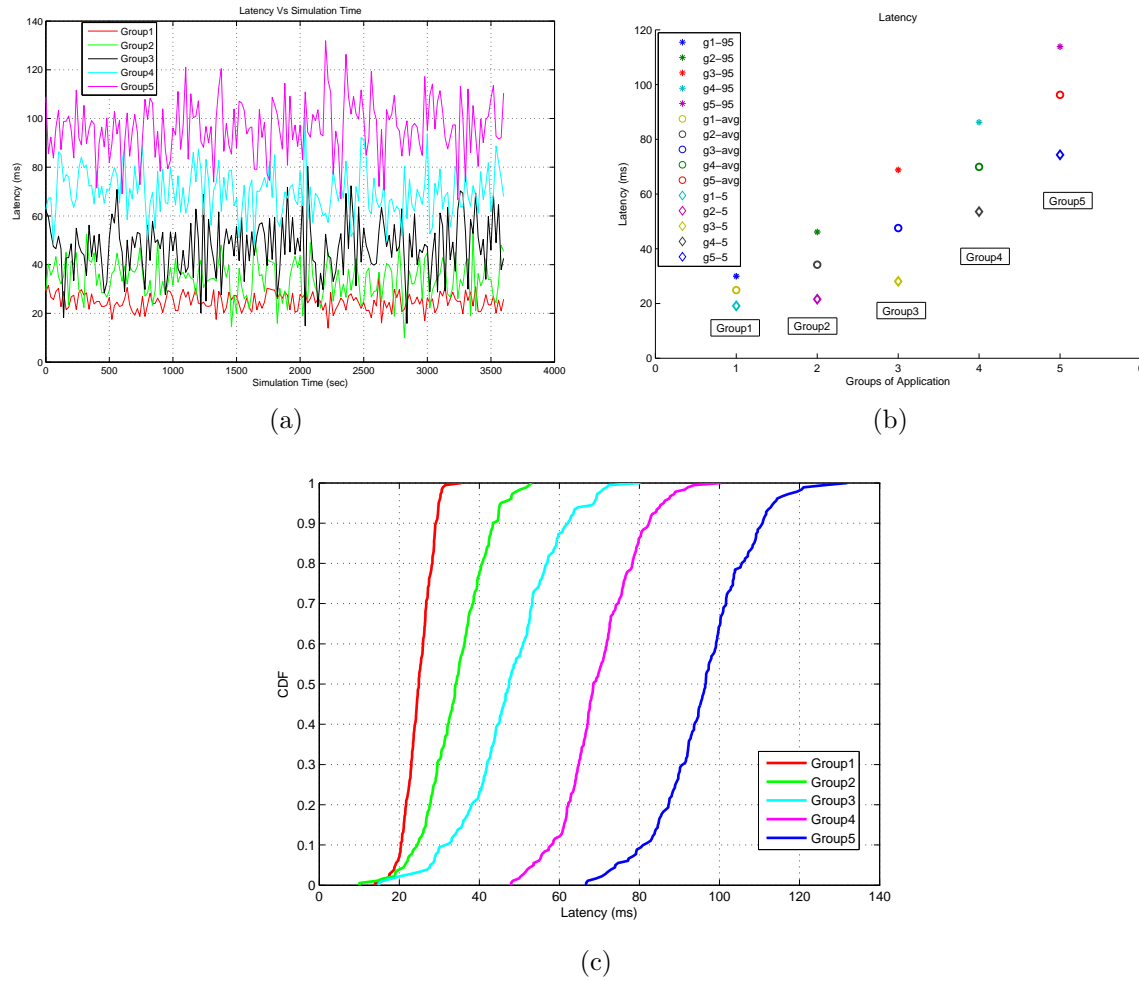 Latency Vs Simulation Time
140
120
100
80
60
40
20
0
Latency (ms)
Group1
Group2
Group3
Group4
Group5
0 500 1000 1500 2000 2500 3000 3500 4000
Simulation Time (sec)
(a)
Latency
120
100
80
60
40
20
0
Latency (ms)
g1-95
g2-95
g3-95
g4-95
g5-95
g1-avg
g2-avg
g3-avg
g4-avg
g5-avg
g1-5
g2-5
g3-5
g4-5
g5-5
Group1
Group2
Group3
Group4
Group5
0 1 2 3 4 5
Groups of Application
(b)
1
0.9
0.8
0.7
0.6
0.5
0.4
0.3
0.2
0.1
0
CDF
Group1
Group2
Group3
Group4
Group5
0 20 40 60 80 100 120 140
Latency (ms)
(c)